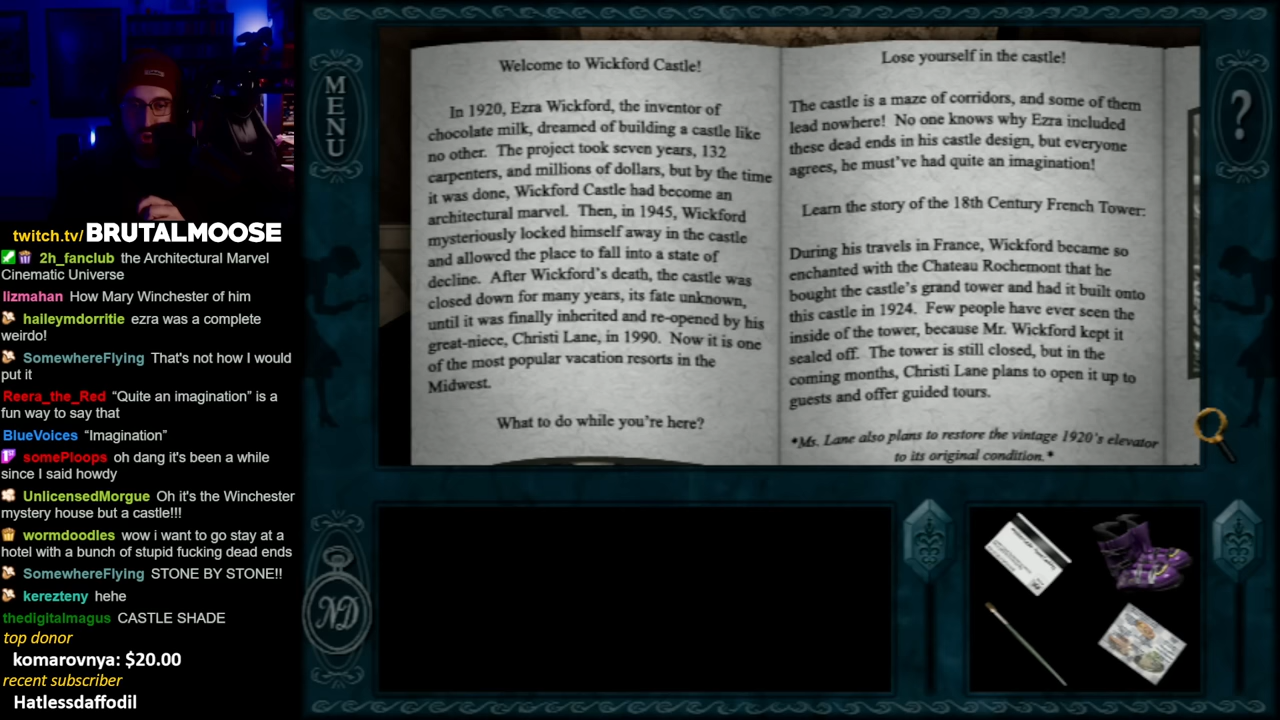 twitch.tv/BRUTALMOOSE
2h_fanclub the Architectural Marvel
Cinematic Universe
lizmahan How Mary Winchester of him
haileymdorritie ezra was a complete
weirdo!
SomewhereFlying That's not how I would
put it
Reera_the_Red “Quite an imagination” is a
fun way to say that
BlueVoices “Imagination”
somePloops oh dang it's been a while
since I said howdy
UnlicensedMorgue Oh it's the Winchester
mystery house but a castle!!!
wormdoodles wow i want to go stay at a
hotel with a bunch of stupid fucking dead ends
SomewhereFlying STONE BY STONE!!
kerezteny hehe
thedigitalmagus CASTLE SHADE
top donor
komarovnya: $20.00
recent subscriber
Hatlessdaffodil
MENU
Welcome to Wickford Castle!
In 1920, Ezra Wickford, the inventor of
chocolate milk, dreamed of building a castle like
no other. The project took seven years, 132
carpenters, and millions of dollars, but by the time
it was done, Wickford Castle had become an
architectural marvel. Then, in 1945, Wickford
mysteriously locked himself away in the castle
and allowed the place to fall into a state of
decline. After Wickford's death, the castle was
closed down for many years, its fate unknown,
until it was finally inherited and re-opened by his
great-niece, Christi Lane, in 1990. Now it is one
of the most popular vacation resorts in the
Midwest.
What to do while you're here?
Lose yourself in the castle!
The castle is a maze of corridors, and some of them
lead nowhere! No one knows why Ezra included
these dead ends in his castle design, but everyone
agrees, he must've had quite an imagination!
Learn the story of the 18th Century French Tower:
During his travels in France, Wickford became so
enchanted with the Chateau Rochemont that he
bought the castle's grand tower and had it built onto
this castle in 1924. Few people have ever seen the
inside of the tower, because Mr. Wickford kept it
sealed off. The tower is still closed, but in the
coming months, Christi Lane plans to open it up to
guests and offer guided tours.
*Ms. Lane also plans to restore the vintage 1920's elevator
to its original condition.*
?
ND